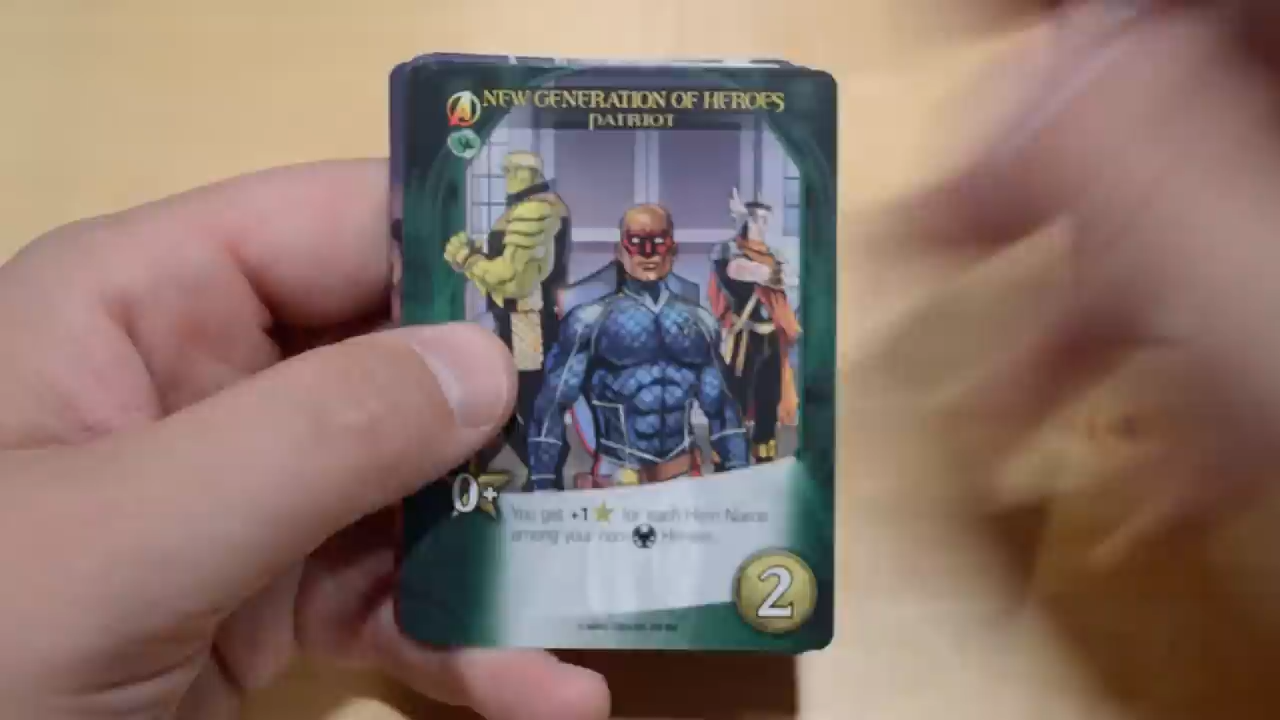 NEW GENERATION OF HEROES
PATRIOT
0+
You get +1 for each Hero Name
among your non- Heroes.
2